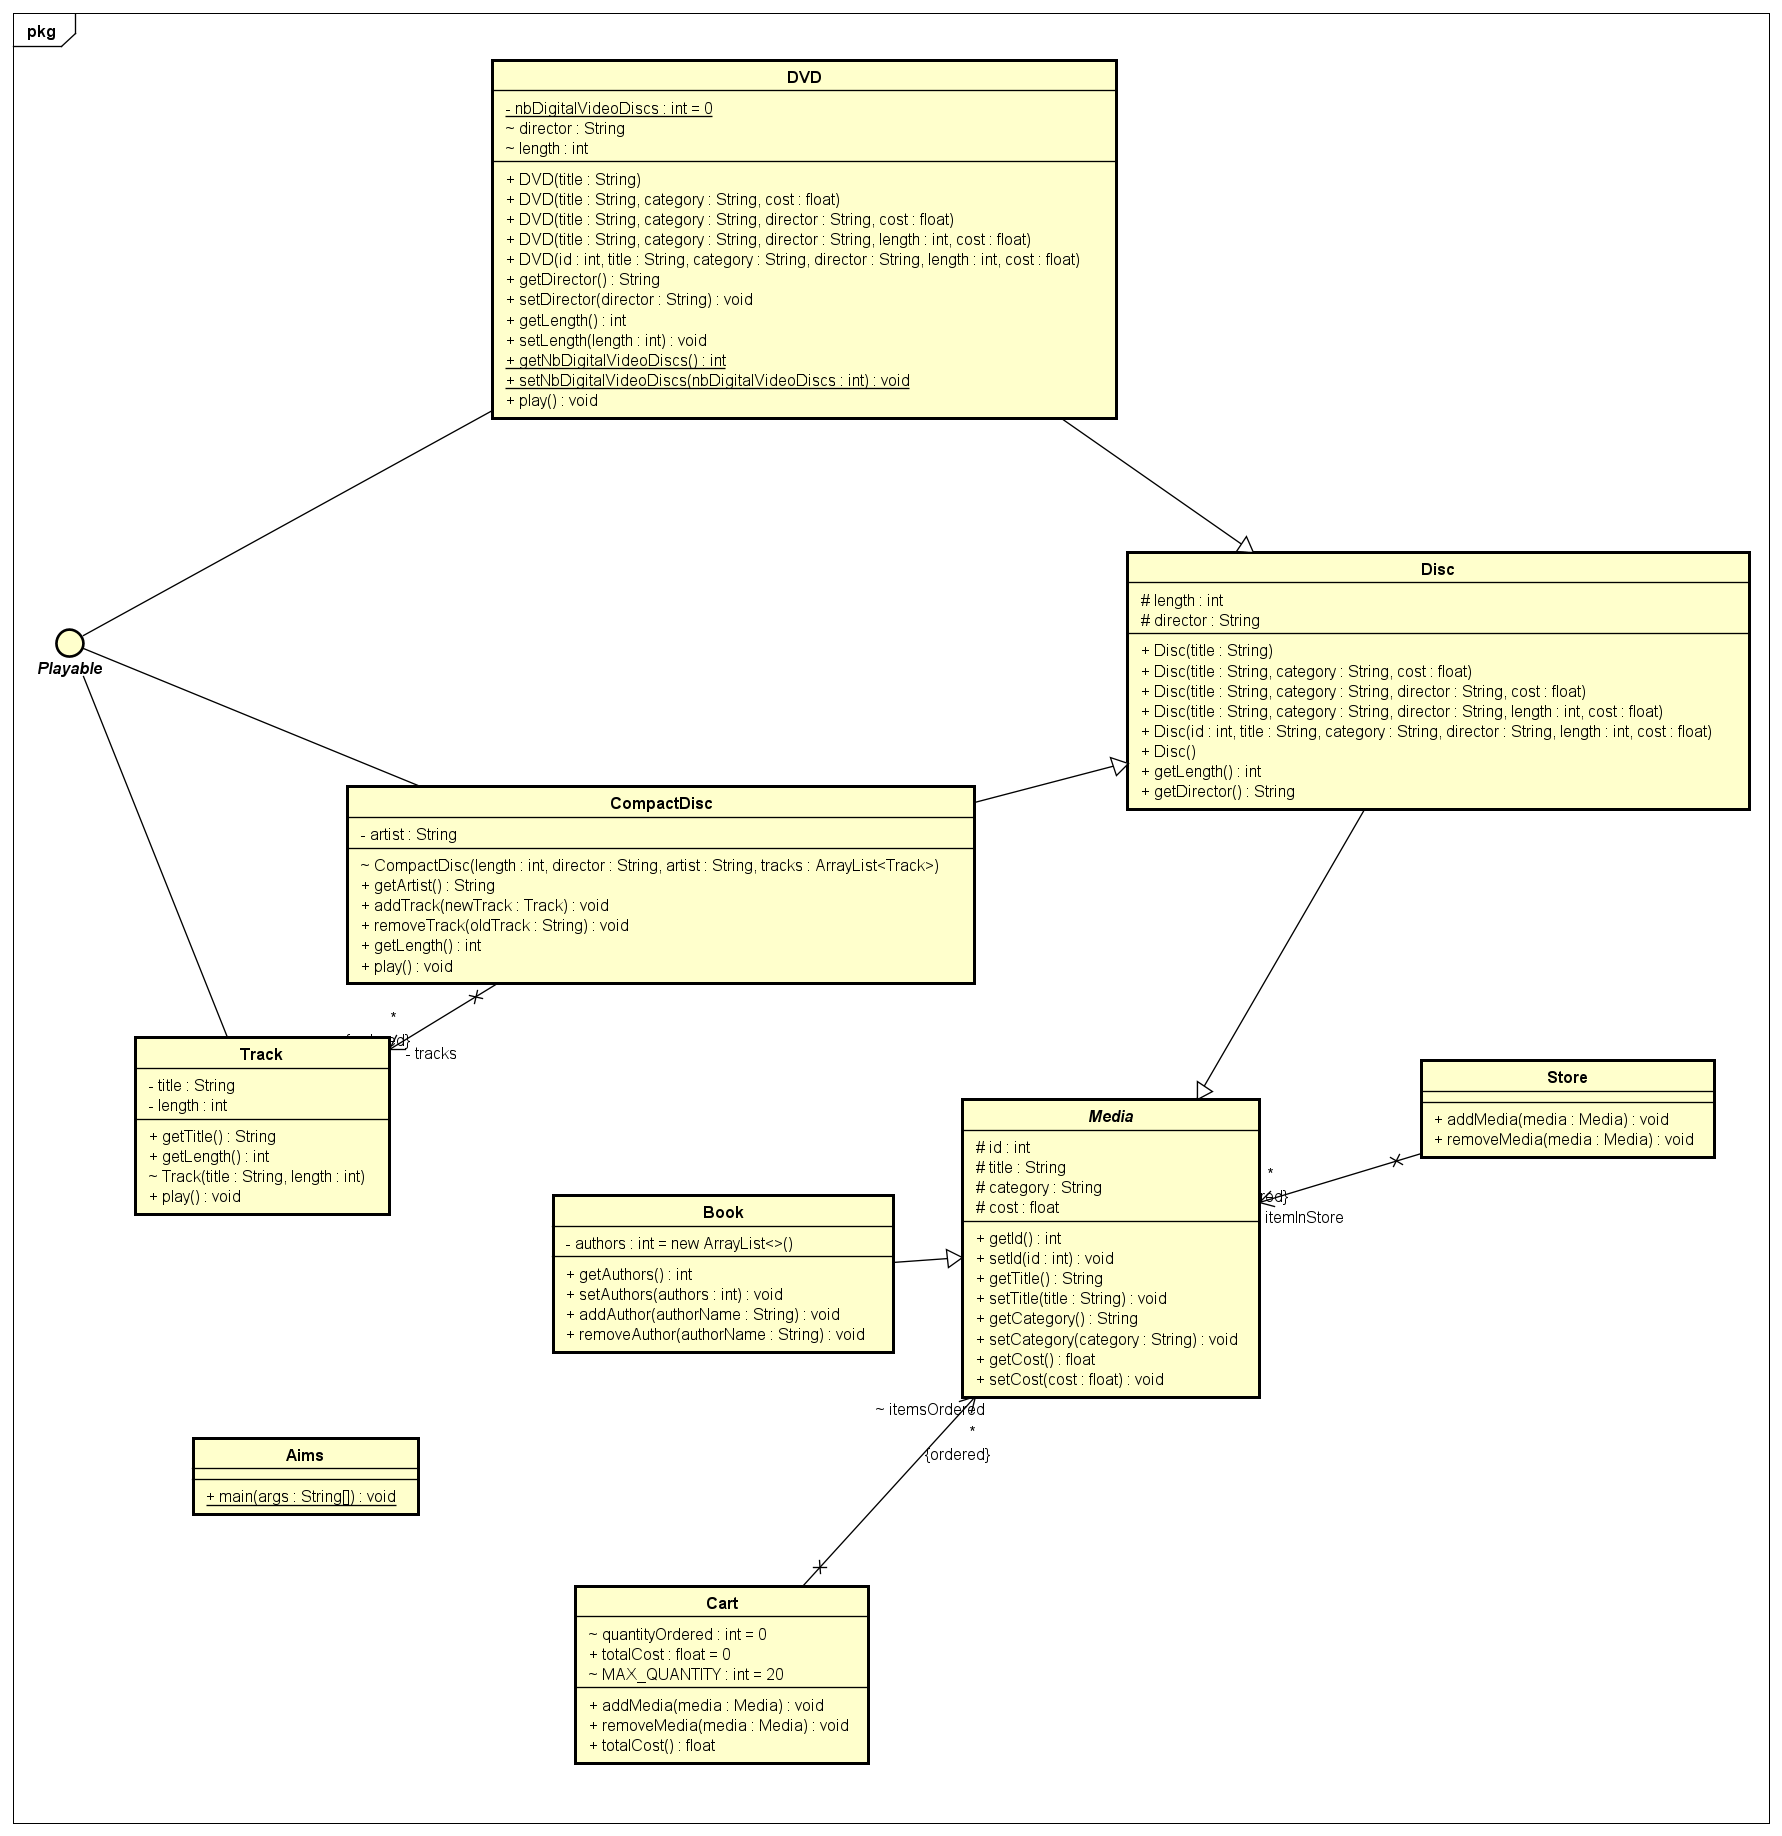 pkg
DVD
- nbDigitalVideoDiscs : int = 0
~ director : String
~ length : int
+ DVD(title : String)
+ DVD(title : String, category : String, cost : float)
+ DVD(title : String, category : String, director : String, cost : float)
+ DVD(title : String, category : String, director : String, length : int, cost : float)
+ DVD(id : int, title : String, category : String, director : String, length : int, cost : float)
+ getDirector() : String
+ setDirector(director : String) : void
+ getLength() : int
+ setLength(length : int) : void
+ getNbDigitalVideoDiscs() : int
+ setNbDigitalVideoDiscs(nbDigitalVideoDiscs : int) : void
+ play() : void
Playable
Disc
# length : int
# director : String
+ Disc(title : String)
+ Disc(title : String, category : String, cost : float)
+ Disc(title : String, category : String, director : String, cost : float)
+ Disc(title : String, category : String, director : String, length : int, cost : float)
+ Disc(id : int, title : String, category : String, director : String, length : int, cost : float)
+ Disc()
+ getLength() : int
+ getDirector() : String
CompactDisc
- artist : String
~ CompactDisc(length : int, director : String, artist : String, tracks : ArrayList<Track>)
+ getArtist() : String
+ addTrack(newTrack : Track) : void
+ removeTrack(oldTrack : String) : void
+ getLength() : int
+ play() : void
*
- tracks
Track
- title : String
- length : int
+ getTitle() : String
+ getLength() : int
~ Track(title : String, length : int)
+ play() : void
Store
+ addMedia(media : Media) : void
+ removeMedia(media : Media) : void
*
itemInStore
Media
# id : int
# title : String
# category : String
# cost : float
+ getId() : int
+ setId(id : int) : void
+ getTitle() : String
+ setTitle(title : String) : void
+ getCategory() : String
+ setCategory(category : String) : void
+ getCost() : float
+ setCost(cost : float) : void
Book
- authors : int = new ArrayList<>()
+ getAuthors() : int
+ setAuthors(authors : int) : void
+ addAuthor(authorName : String) : void
+ removeAuthor(authorName : String) : void
~ itemsOrdered
*
{ordered}
Aims
+ main(args : String[]) : void
Cart
~ quantityOrdered : int = 0
+ totalCost : float = 0
~ MAX_QUANTITY : int = 20
+ addMedia(media : Media) : void
+ removeMedia(media : Media) : void
+ totalCost() : float